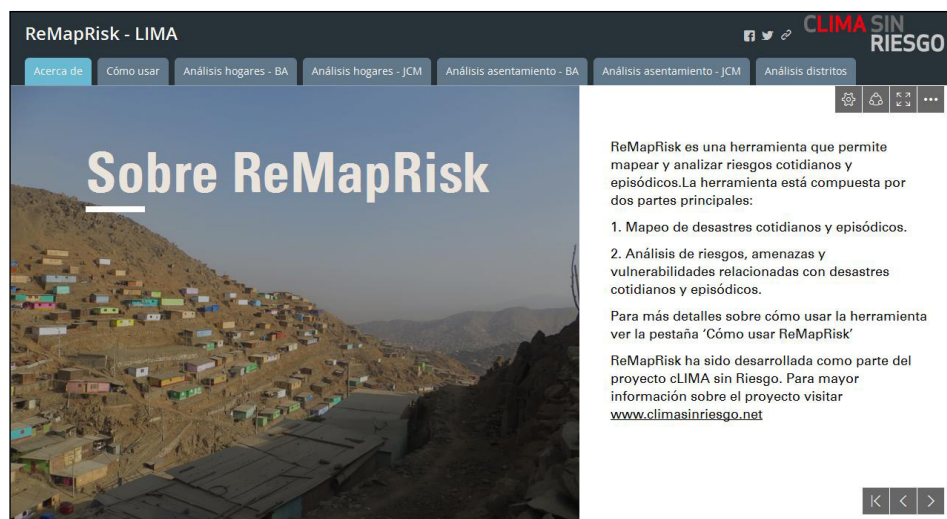 ReMapRisk - LIMA
CLIMA SIN
RIESGO
Acerca de
Cómo usar
Análisis hogares - BA
Análisis hogares - JCM
Análisis asentamiento - BA
Análisis asentamiento - JCM
Análisis distritos
Sobre ReMapRisk
ReMapRisk es una herramienta que permite
mapear y analizar riesgos cotidianos y
episódicos.La herramienta está compuesta por
dos partes principales:
1. Mapeo de desastres cotidianos y episódicos.
2. Análisis de riesgos, amenazas y
vulnerabilidades relacionadas con desastres
cotidianos y episódicos.
Para más detalles sobre cómo usar la herramienta
ver la pestaña ‘Cómo usar ReMapRisk’
ReMapRisk ha sido desarrollada como parte del
proyecto cLIMA sin Riesgo. Para mayor
información sobre el proyecto visitar
www.climasinriesgo.net